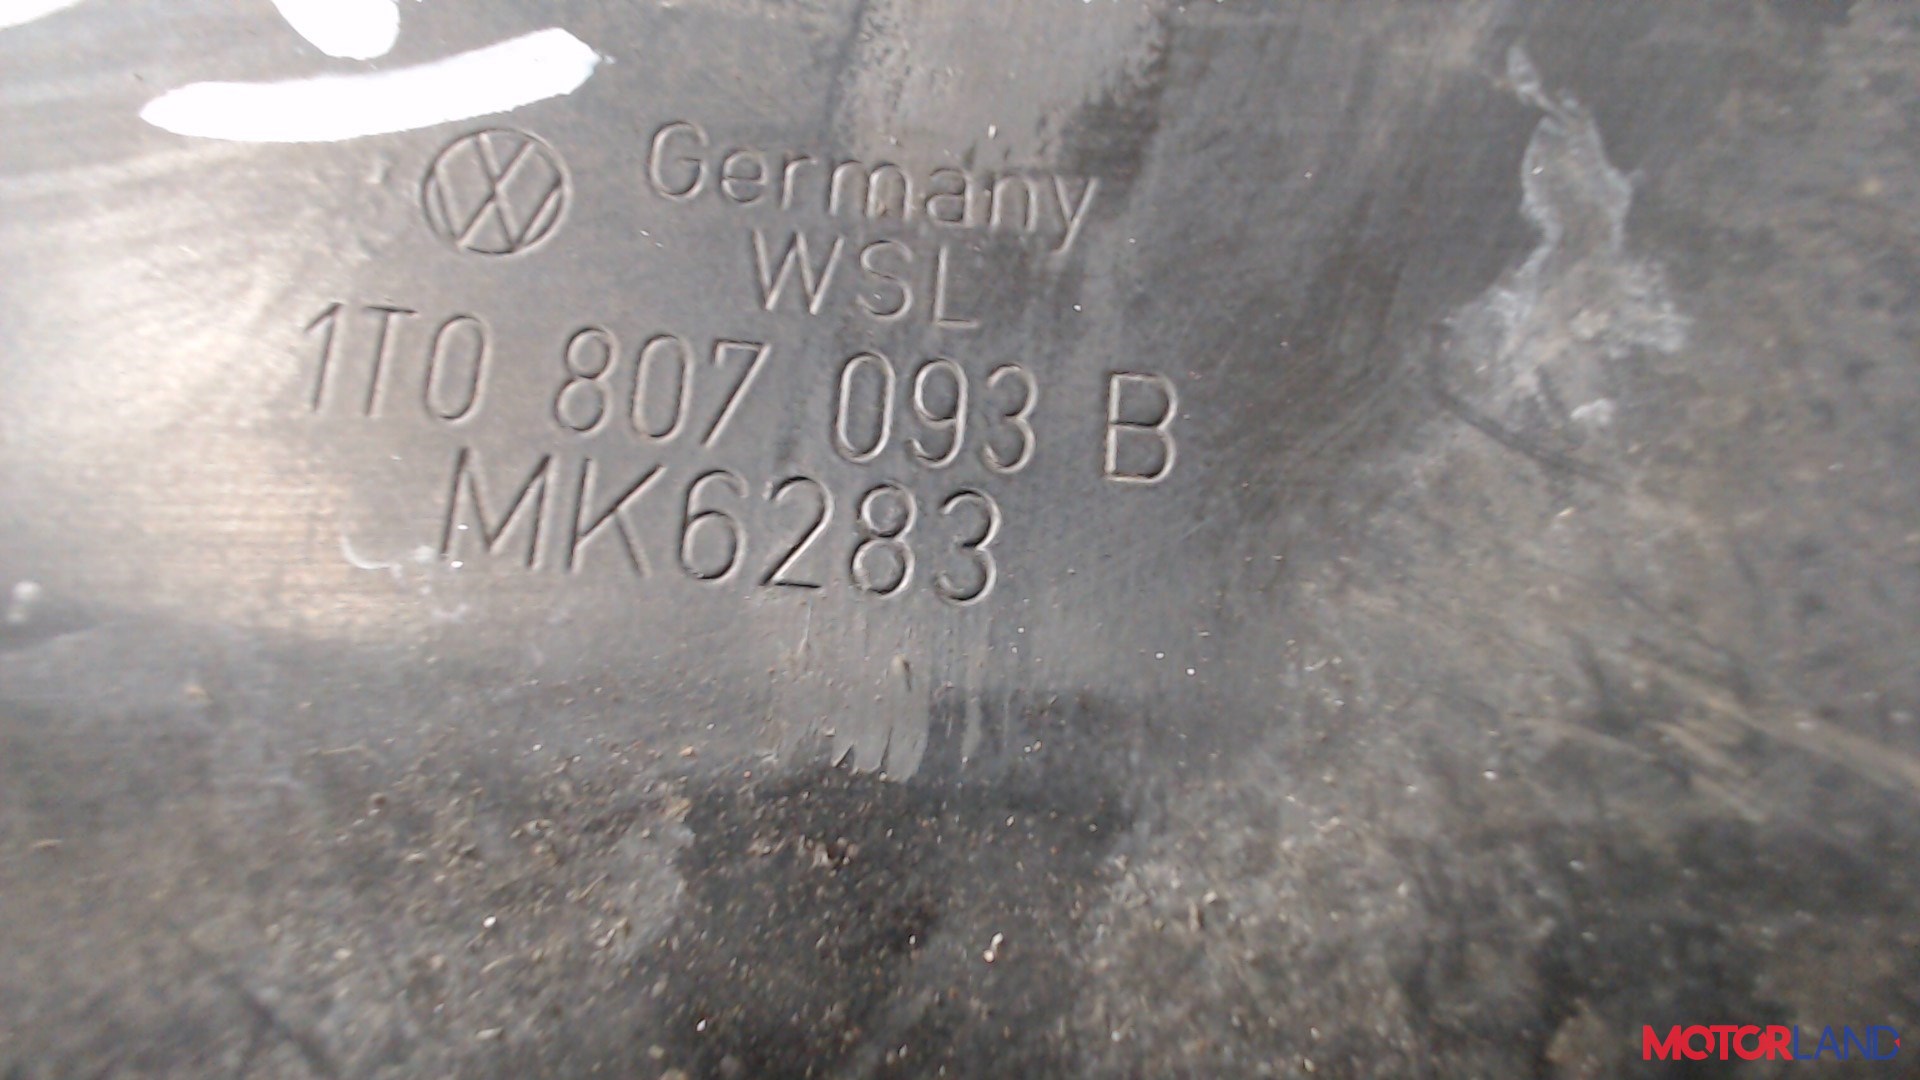 Germany
WSL
1T0 807 093 B
MK6283
MOTORLAND